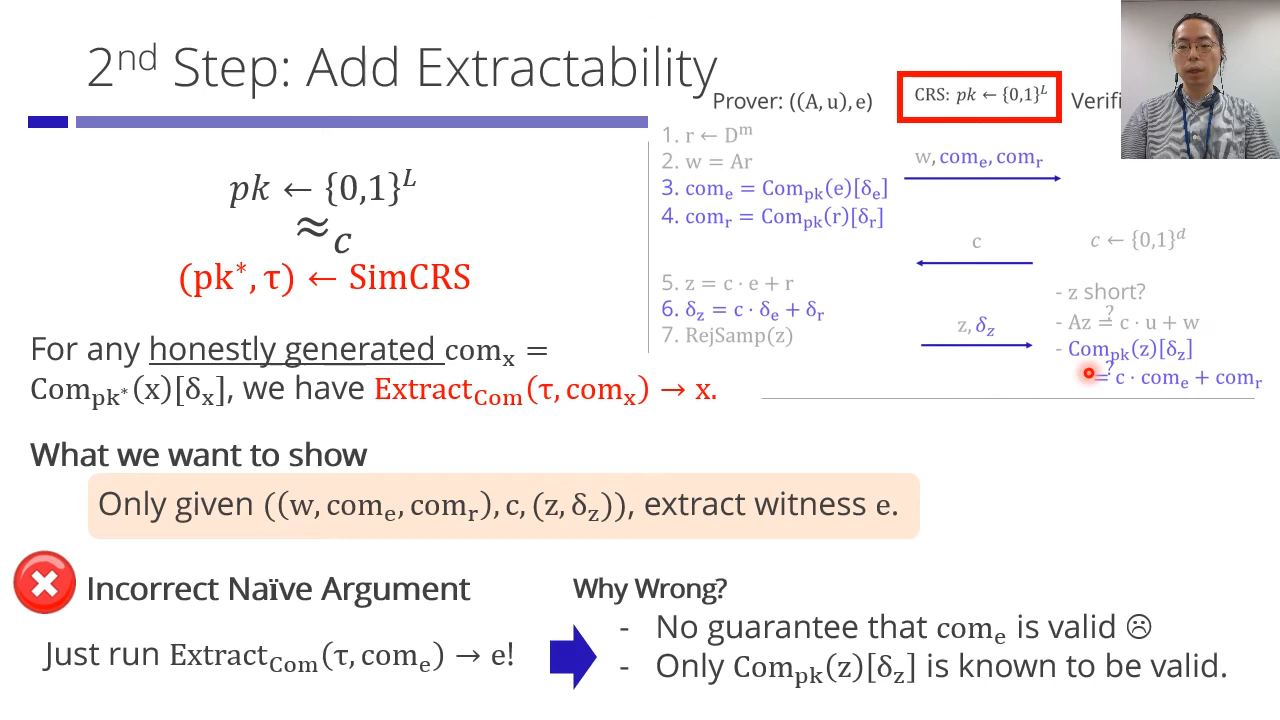 2nd Step: Add Extractability
Prover: ((A, u), e)
CRS: pk ← {0,1}^L
Verifi
1. r ← D^m
2. w = Ar
3. com_e = Com_pk(e)[δ_e]
4. com_r = Com_pk(r)[δ_r]
w, com_e, com_r
c
c ← {0,1}^d
5. z = c · e + r
6. δ_z = c · δ_e + δ_r
7. RejSamp(z)
z, δ_z
- z short?
- Az =? c · u + w
- Com_pk(z)[δ_z]
=? c · com_e + com_r
pk ← {0,1}^L
≈_c
(pk*, τ) ← SimCRS
For any honestly generated com_x =
Com_pk*(x)[δ_x], we have Extract_Com(τ, com_x) → x.
What we want to show
Only given ((w, com_e, com_r), c, (z, δ_z)), extract witness e.
Incorrect Naïve Argument
Just run Extract_Com(τ, com_e) → e!
Why Wrong?
- No guarantee that com_e is valid ☹
- Only Com_pk(z)[δ_z] is known to be valid.